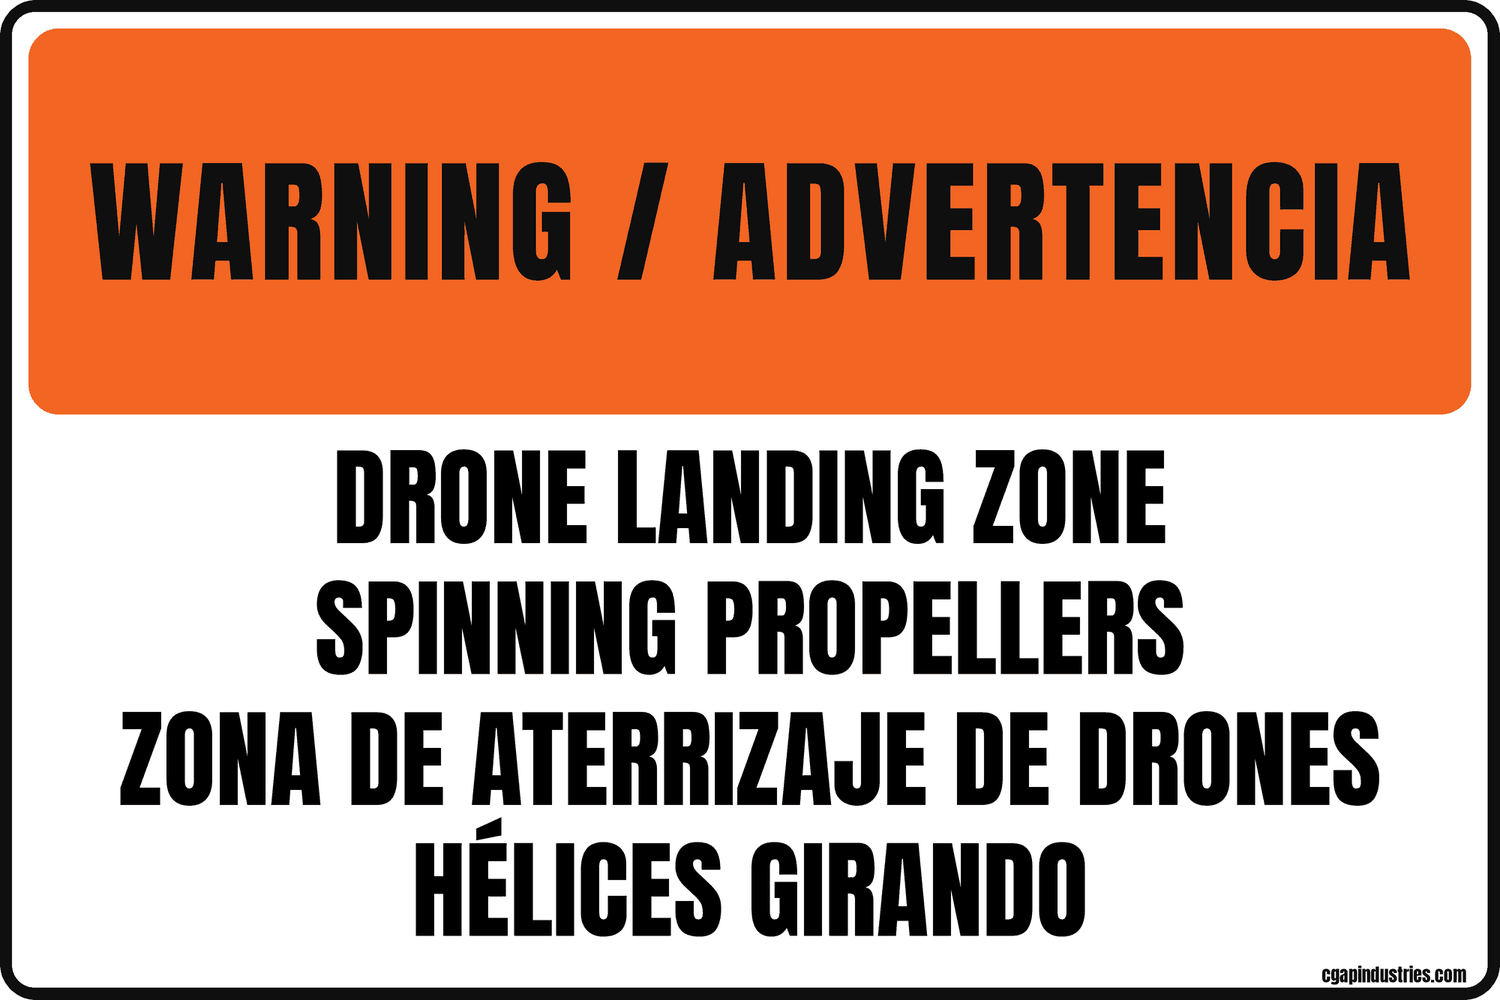 WARNING / ADVERTENCIA
DRONE LANDING ZONE
SPINNING PROPELLERS
ZONA DE ATERRIZAJE DE DRONES
HÉLICES GIRANDO
cgapindustries.com